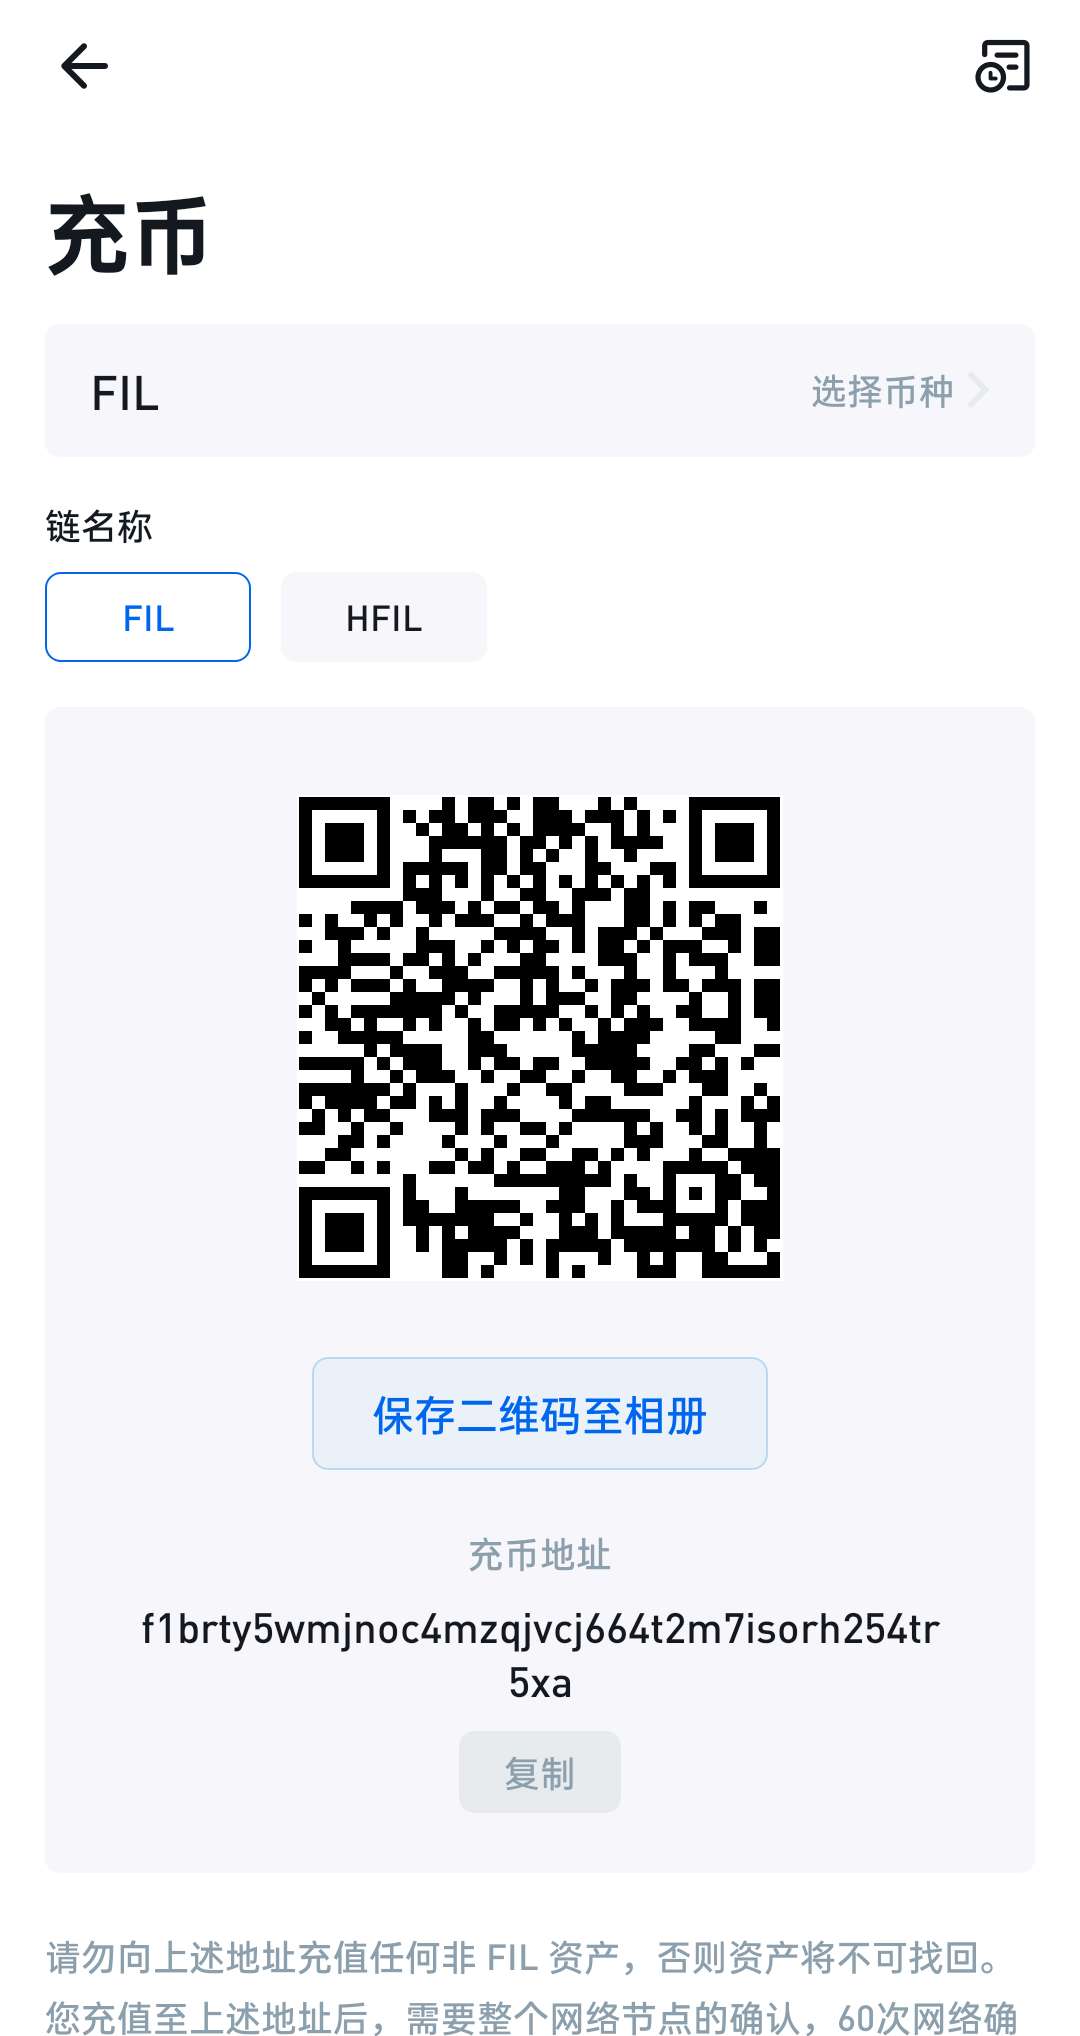 充币
FIL 选择币种
链名称
FIL HFIL
保存二维码至相册
充币地址
f1brty5wmjnoc4mzqjvcj664t2m7isorh254tr
5xa
复制
请勿向上述地址充值任何非 FIL 资产，否则资产将不可找回。
您充值至上述地址后，需要整个网络节点的确认，60次网络确